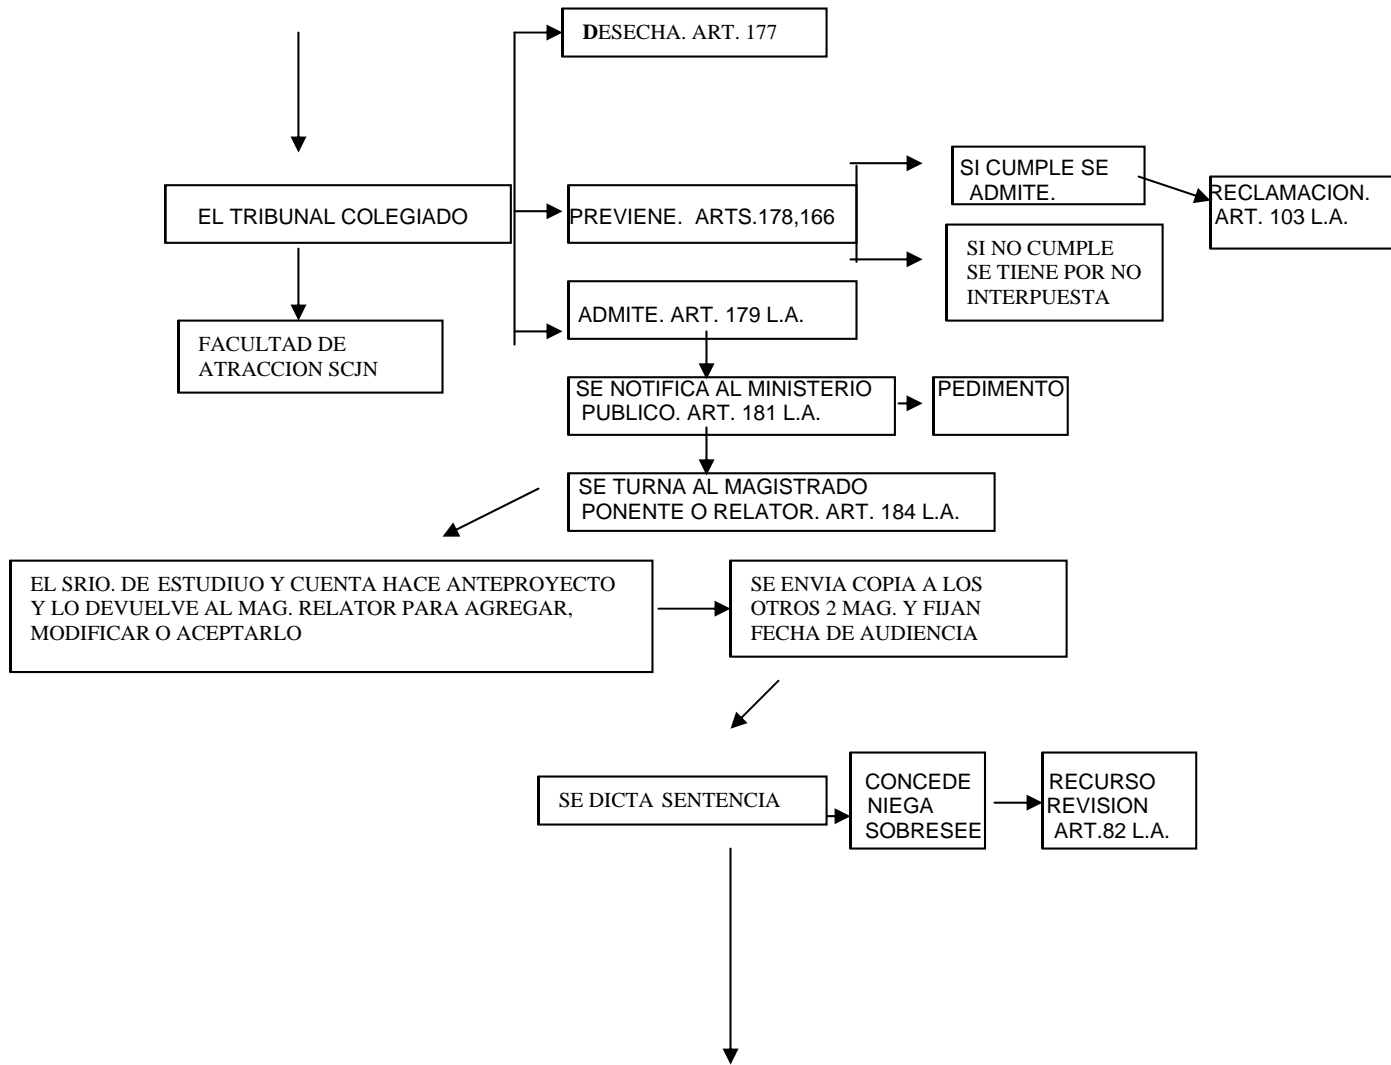 DESECHA. ART. 177
SI CUMPLE SE
ADMITE.
RECLAMACION.
ART. 103 L.A.
EL TRIBUNAL COLEGIADO
PREVIENE. ARTS.178,166
SI NO CUMPLE
SE TIENE POR NO
INTERPUESTA
ADMITE. ART. 179 L.A.
FACULTAD DE
ATRACCION SCJN
SE NOTIFICA AL MINISTERIO
PUBLICO. ART. 181 L.A.
PEDIMENTO
SE TURNA AL MAGISTRADO
PONENTE O RELATOR. ART. 184 L.A.
EL SRIO. DE ESTUDIUO Y CUENTA HACE ANTEPROYECTO
Y LO DEVUELVE AL MAG. RELATOR PARA AGREGAR,
MODIFICAR O ACEPTARLO
SE ENVIA COPIA A LOS
OTROS 2 MAG. Y FIJAN
FECHA DE AUDIENCIA
SE DICTA SENTENCIA
CONCEDE
NIEGA
SOBRESEE
RECURSO
REVISION
ART.82 L.A.